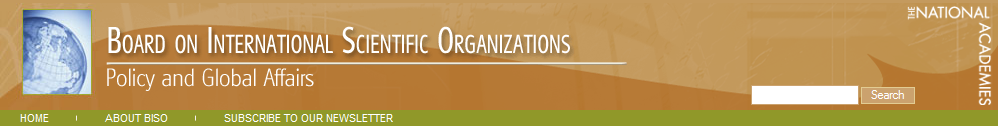 BOARD ON INTERNATIONAL SCIENTIFIC ORGANIZATIONS
Policy and Global Affairs
THE NATIONAL
ACADEMIES
Search
HOME
ABOUT BISO
SUBSCRIBE TO OUR NEWSLETTER